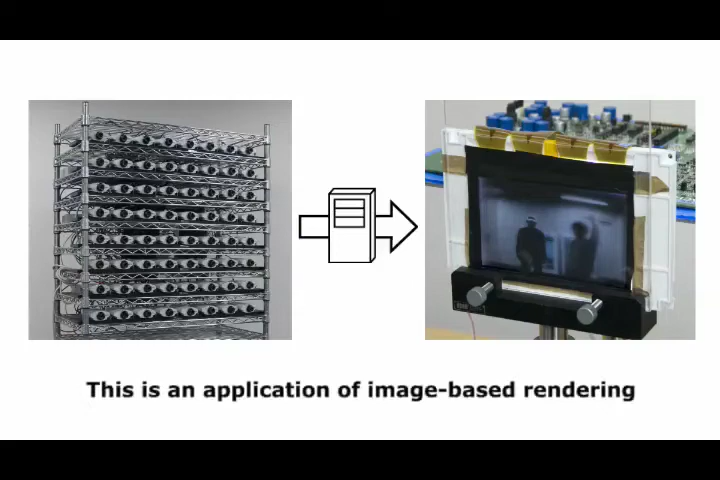 This is an application of image-based rendering